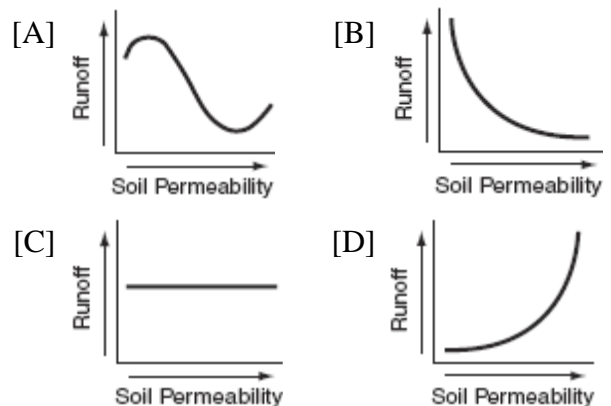 [A]
Runoff
Soil Permeability
[B]
Runoff
Soil Permeability
[C]
Runoff
Soil Permeability
[D]
Runoff
Soil Permeability